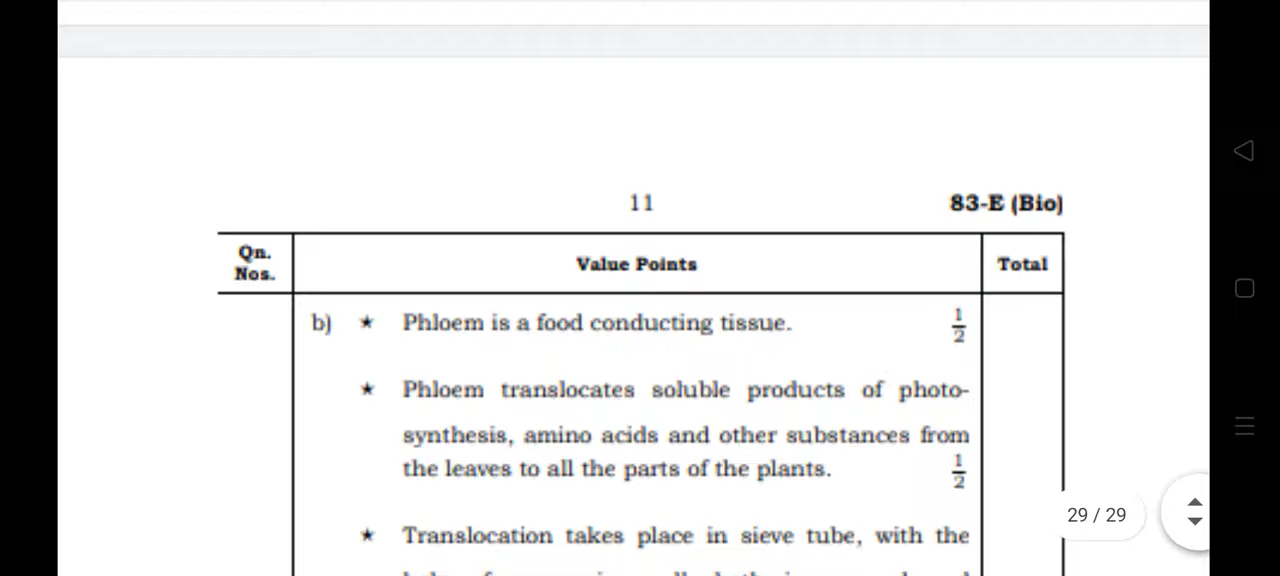 11
83-E (Bio)
Qn. Nos.
Value Points
Total
b) ★ Phloem is a food conducting tissue. 1/2
★ Phloem translocates soluble products of photo-
synthesis, amino acids and other substances from
the leaves to all the parts of the plants. 1/2
29 / 29
★ Translocation takes place in sieve tube, with the